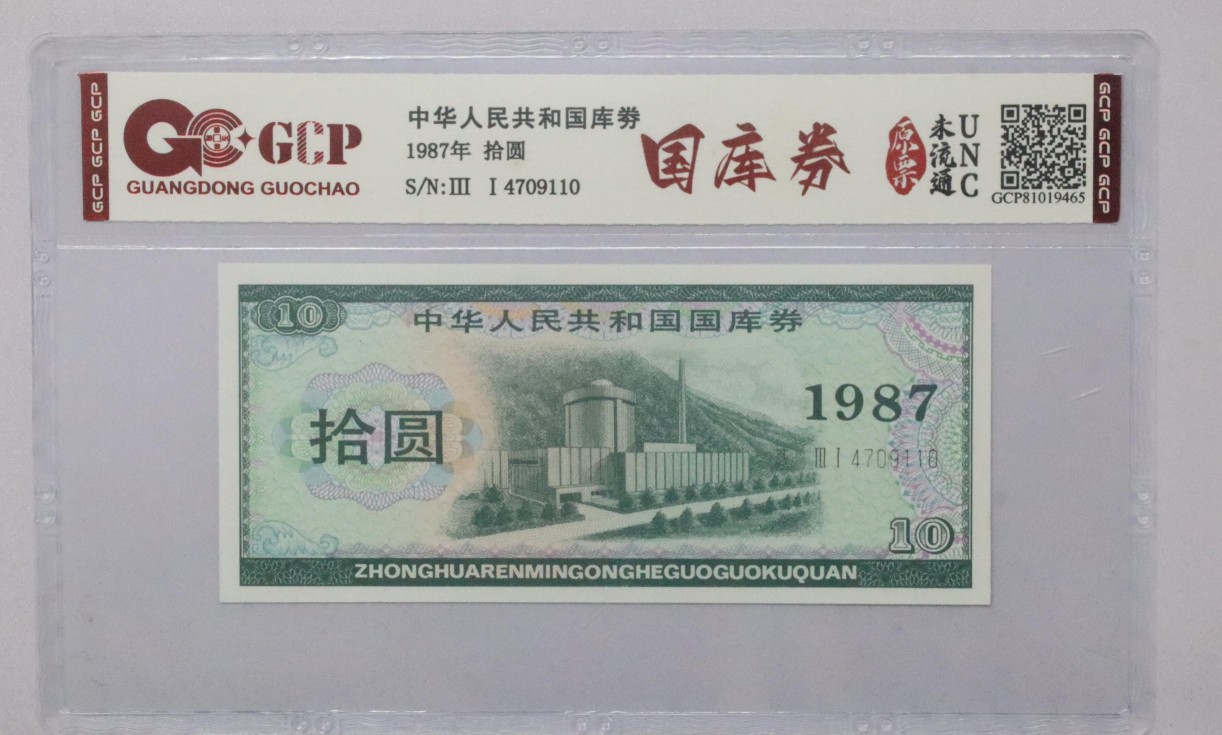 GCP GCP GCP
GCP
GUANGDONG GUOCHAO
中华人民共和国库券
1987年 拾圆
S/N:III I 4709110
国库券
原票
未流通
UNC
GCP81019465
GCP GCP GCP
10
中华人民共和国国库券
拾圆
1987
III I 4709110
10
ZHONGHUARENMINGONGHEGUOGUOKUQUAN